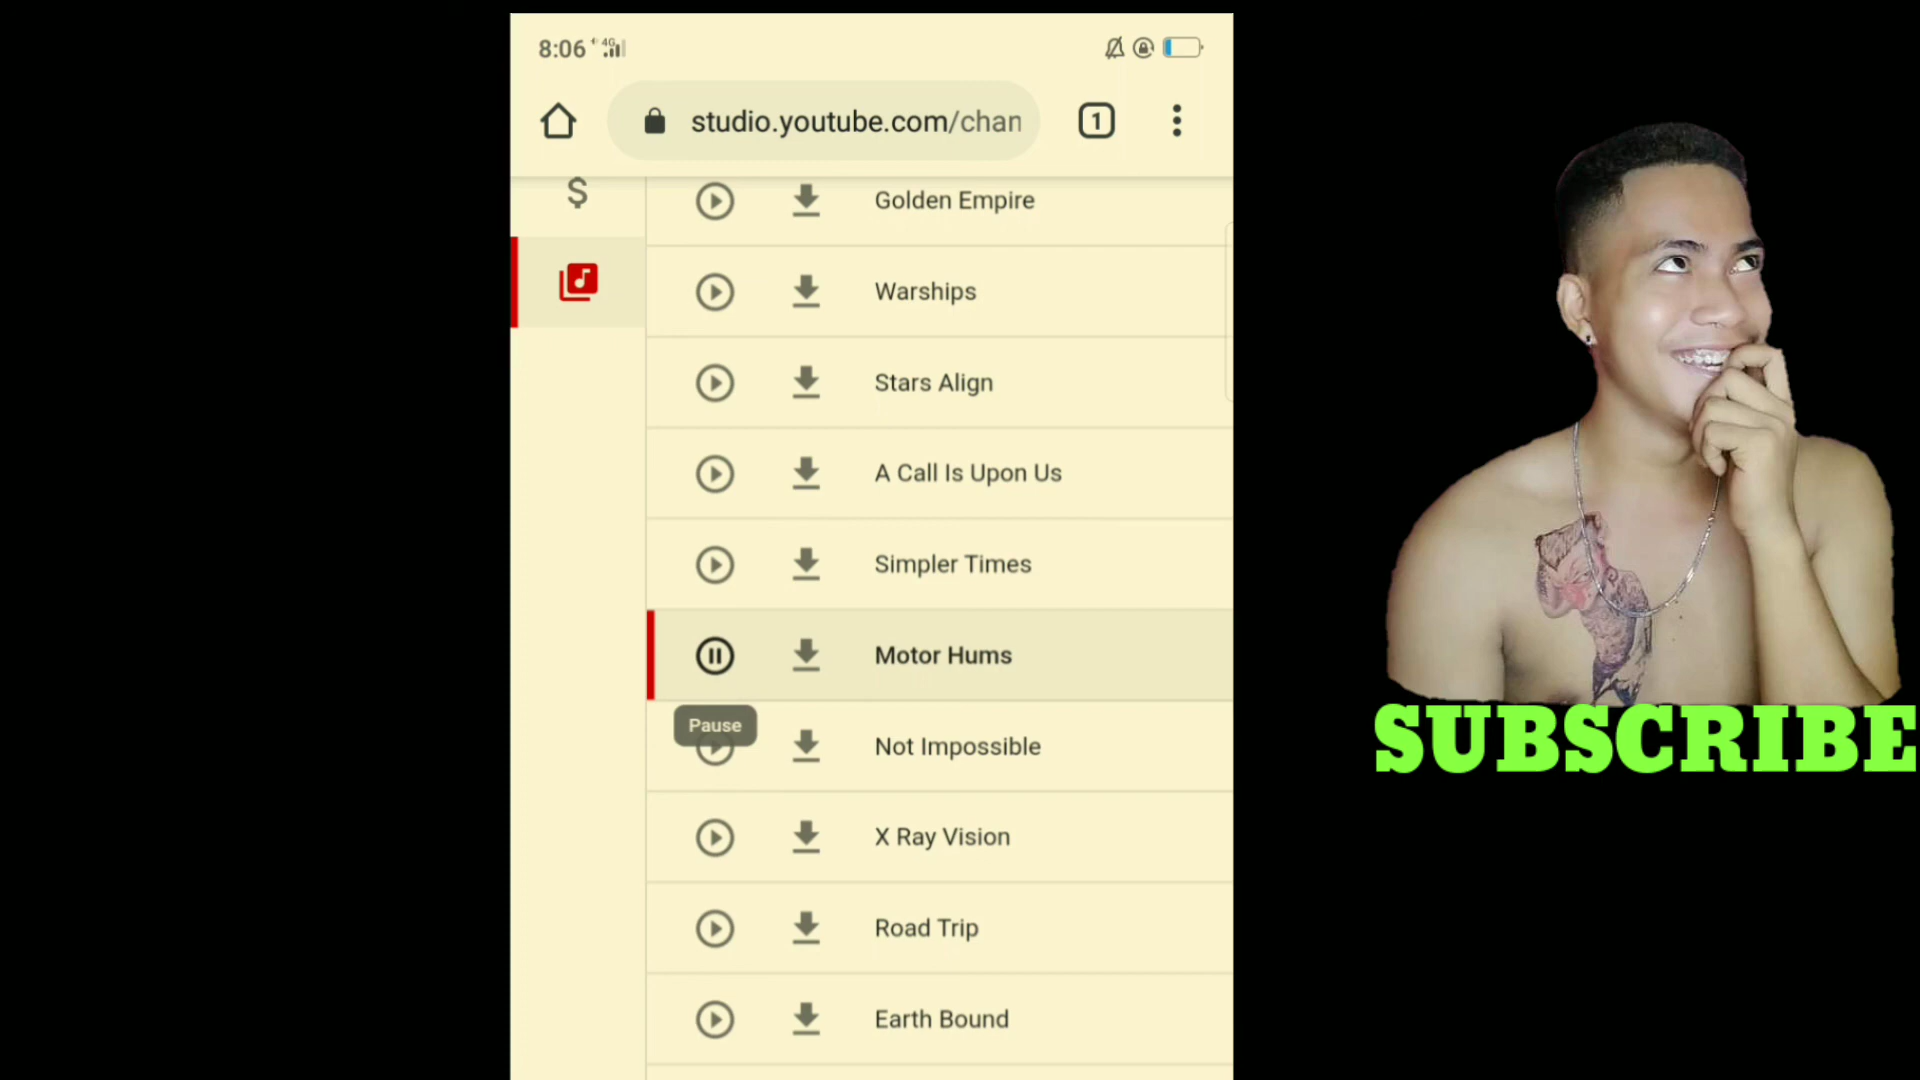 8:06 4G
studio.youtube.com/chan
1
$
Golden Empire
Warships
Stars Align
A Call Is Upon Us
Simpler Times
Motor Hums
Pause
Not Impossible
X Ray Vision
Road Trip
Earth Bound
SUBSCRIBE